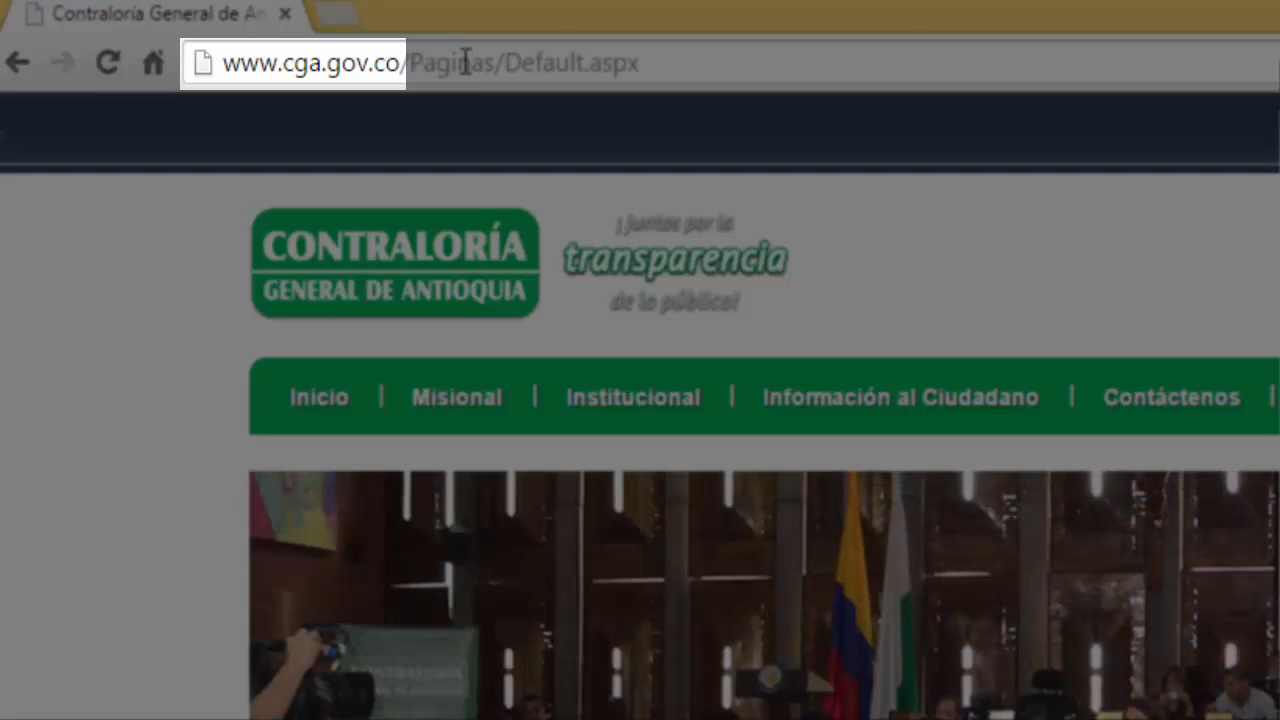 Contraloría General de An
www.cga.gov.co/Paginas/Default.aspx
CONTRALORÍA
GENERAL DE ANTIOQUIA
¡Juntos por la
transparencia
de lo público!
Inicio | Misional | Institucional | Información al Ciudadano | Contáctenos |
CONTRALORÍA